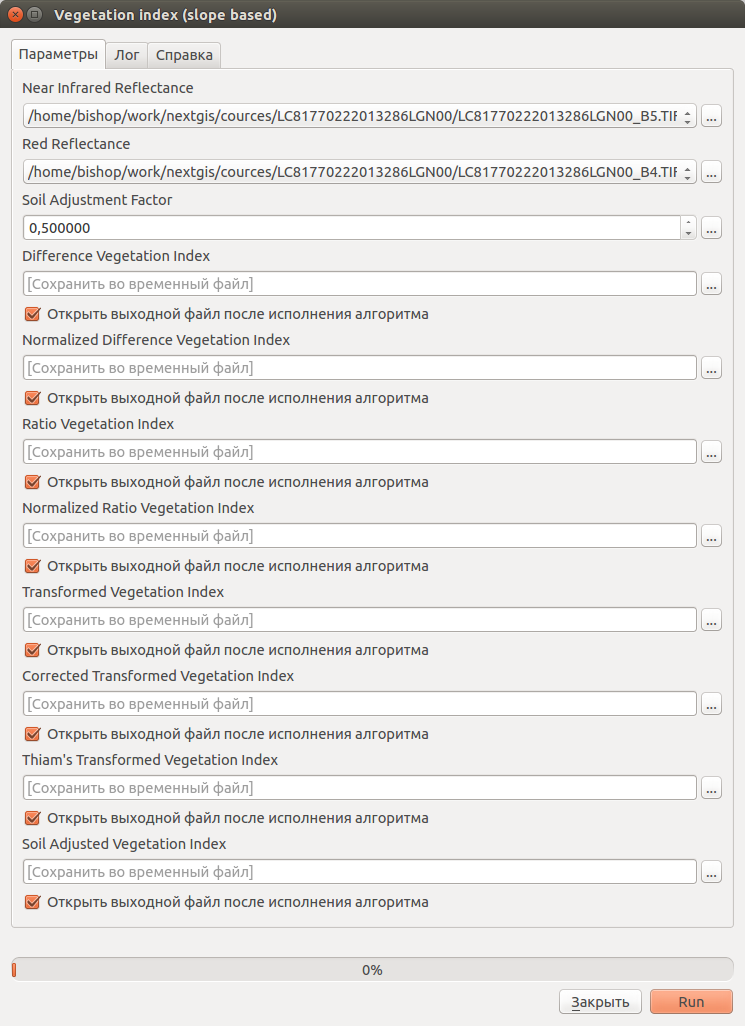 Vegetation index (slope based)
Параметры Лог Справка
Near Infrared Reflectance
/home/bishop/work/nextgis/cources/LC81770222013286LGN00/LC81770222013286LGN00_B5.TIF ...
Red Reflectance
/home/bishop/work/nextgis/cources/LC81770222013286LGN00/LC81770222013286LGN00_B4.TIF ...
Soil Adjustment Factor
0,500000 ...
Difference Vegetation Index
[Сохранить во временный файл] ...
Открыть выходной файл после исполнения алгоритма
Normalized Difference Vegetation Index
[Сохранить во временный файл] ...
Открыть выходной файл после исполнения алгоритма
Ratio Vegetation Index
[Сохранить во временный файл] ...
Открыть выходной файл после исполнения алгоритма
Normalized Ratio Vegetation Index
[Сохранить во временный файл] ...
Открыть выходной файл после исполнения алгоритма
Transformed Vegetation Index
[Сохранить во временный файл] ...
Открыть выходной файл после исполнения алгоритма
Corrected Transformed Vegetation Index
[Сохранить во временный файл] ...
Открыть выходной файл после исполнения алгоритма
Thiam's Transformed Vegetation Index
[Сохранить во временный файл] ...
Открыть выходной файл после исполнения алгоритма
Soil Adjusted Vegetation Index
[Сохранить во временный файл] ...
Открыть выходной файл после исполнения алгоритма
0%
Закрыть Run